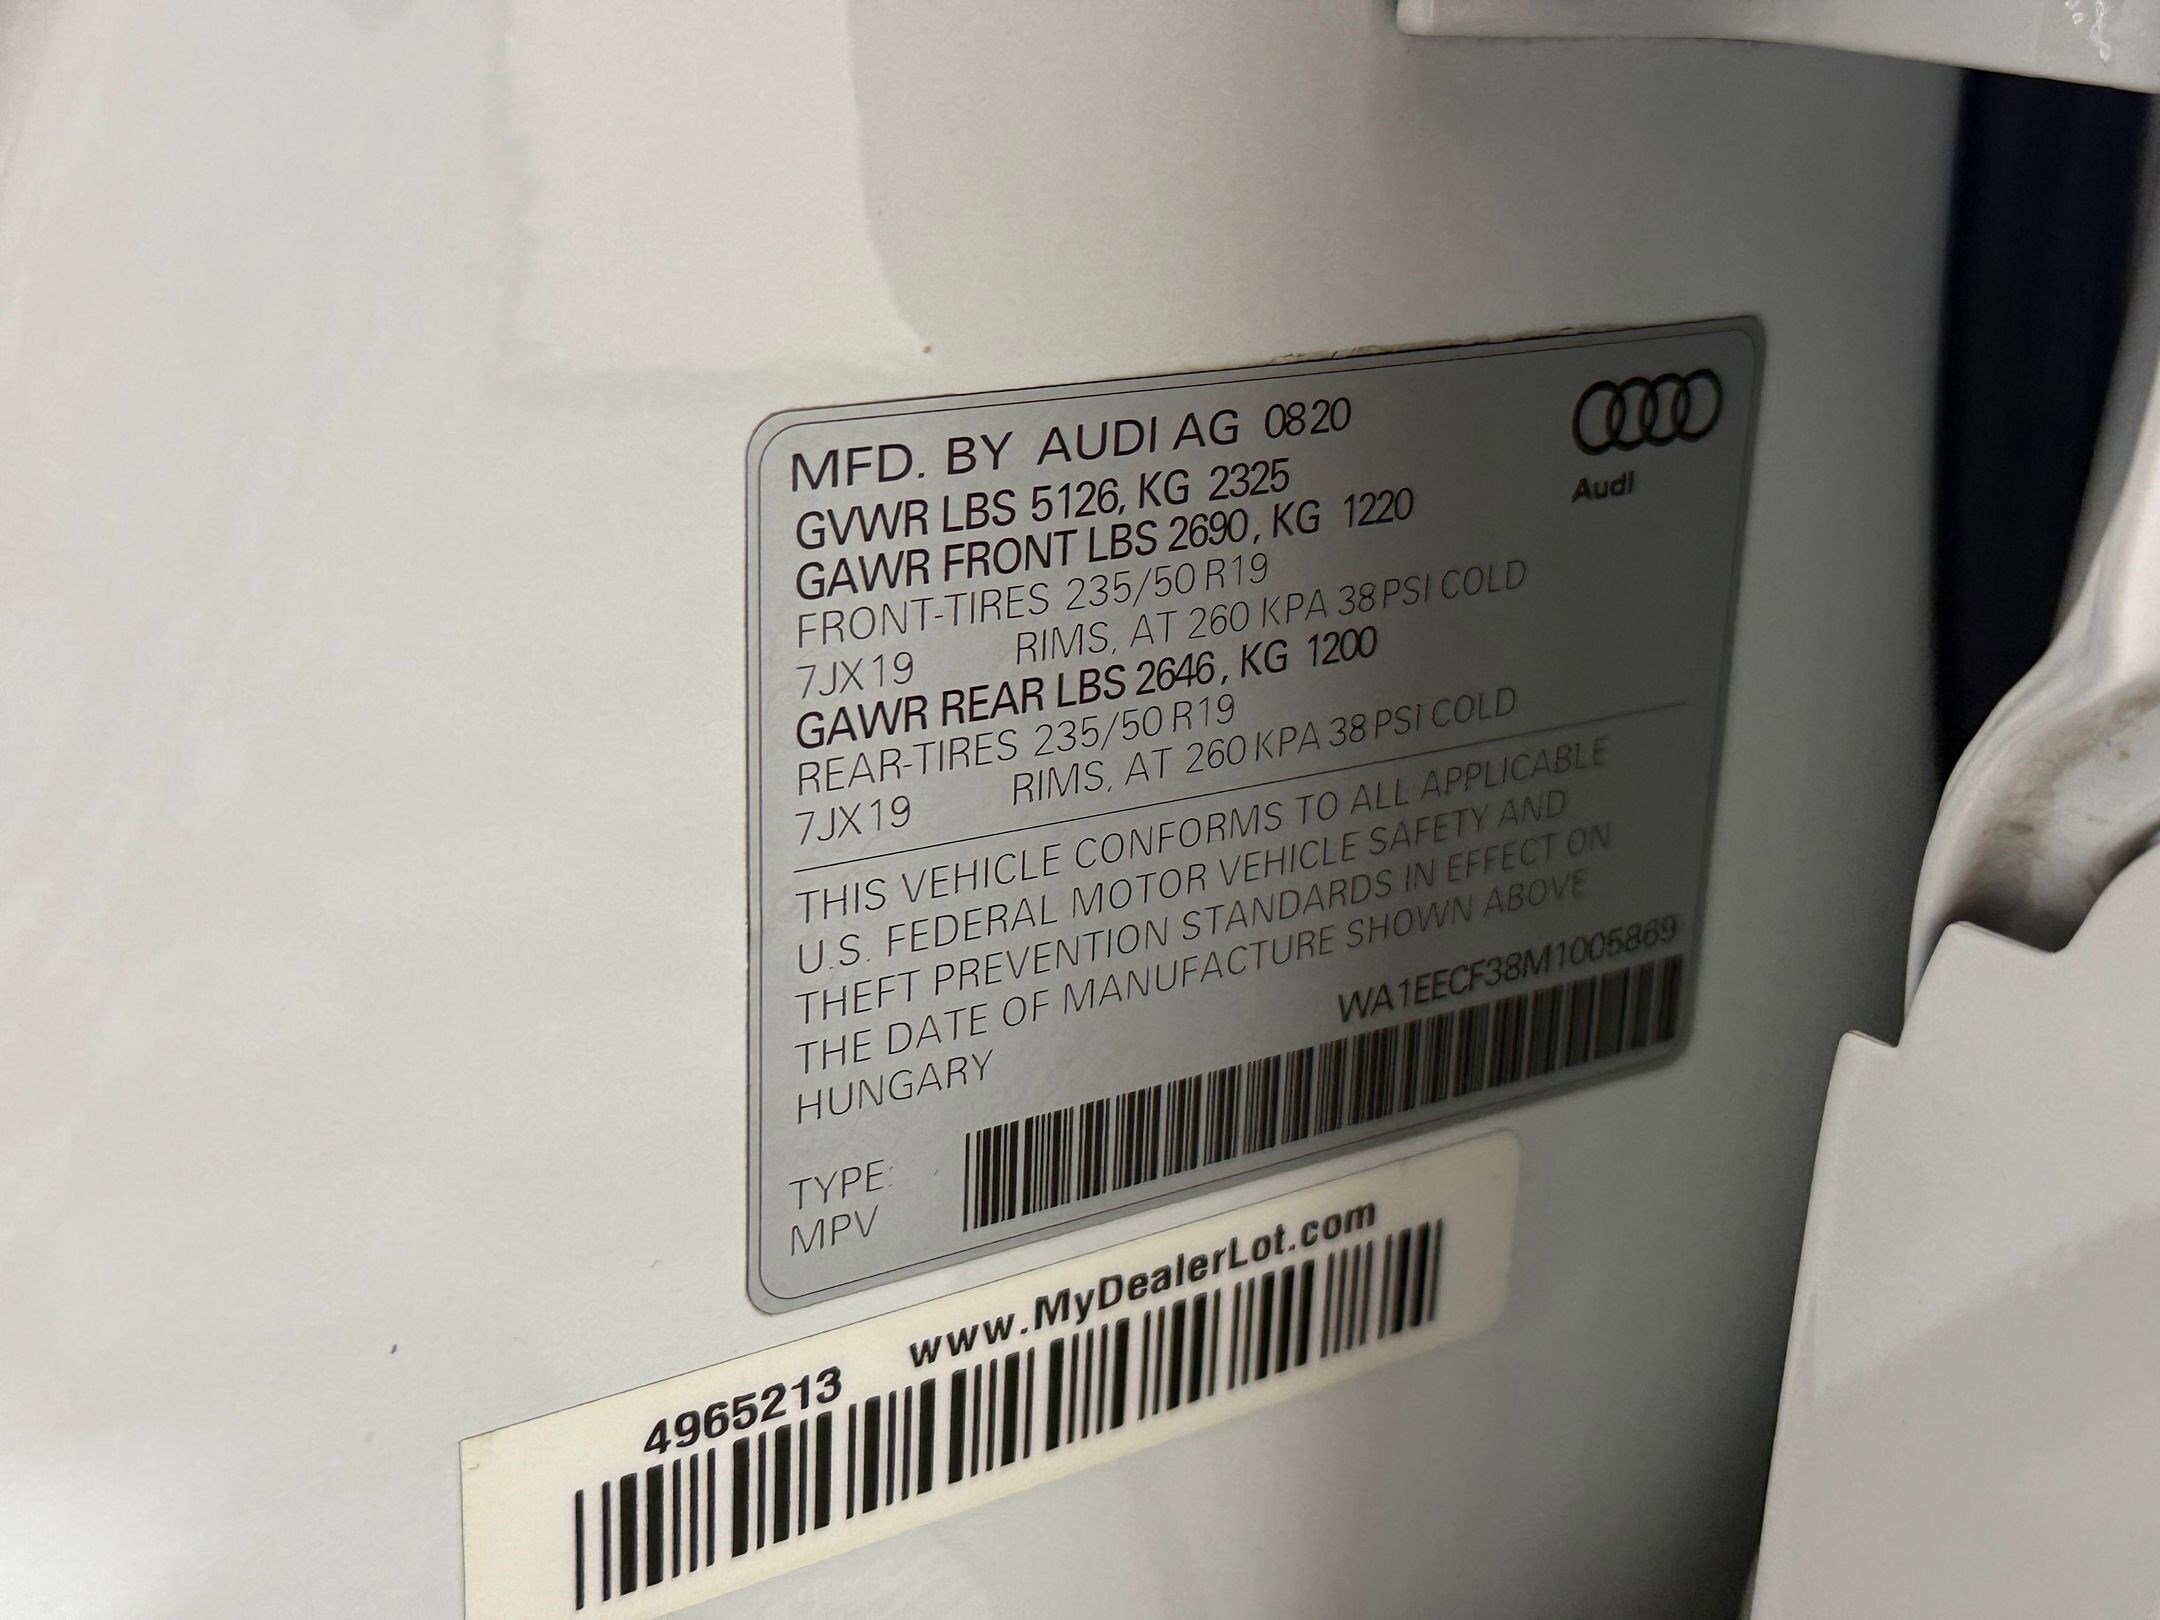 MFD. BY AUDI AG 0820
Audi
GVWR LBS 5126, KG 2325
GAWR FRONT LBS 2690, KG 1220
FRONT-TIRES 235/50 R19
7JX19 RIMS, AT 260 KPA 38 PSI COLD
GAWR REAR LBS 2646, KG 1200
REAR-TIRES 235/50 R19
7JX19 RIMS, AT 260 KPA 38 PSI COLD
THIS VEHICLE CONFORMS TO ALL APPLICABLE
U.S. FEDERAL MOTOR VEHICLE SAFETY AND
THEFT PREVENTION STANDARDS IN EFFECT ON
THE DATE OF MANUFACTURE SHOWN ABOVE
HUNGARY
WA1EECF38M1005869
TYPE:
MPV
4965213 www.MyDealerLot.com